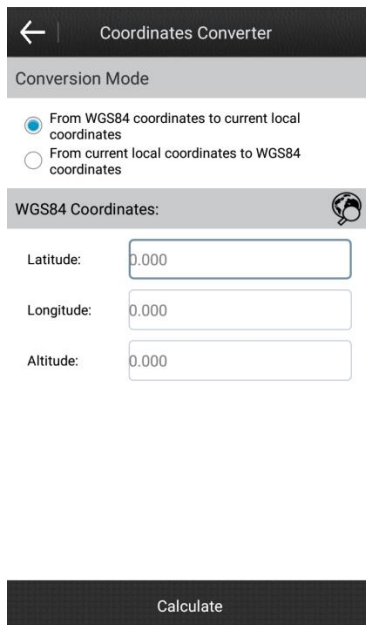 Coordinates Converter
Conversion Mode
From WGS84 coordinates to current local
coordinates
From current local coordinates to WGS84
coordinates
WGS84 Coordinates:
Latitude: 0.000
Longitude: 0.000
Altitude: 0.000
Calculate